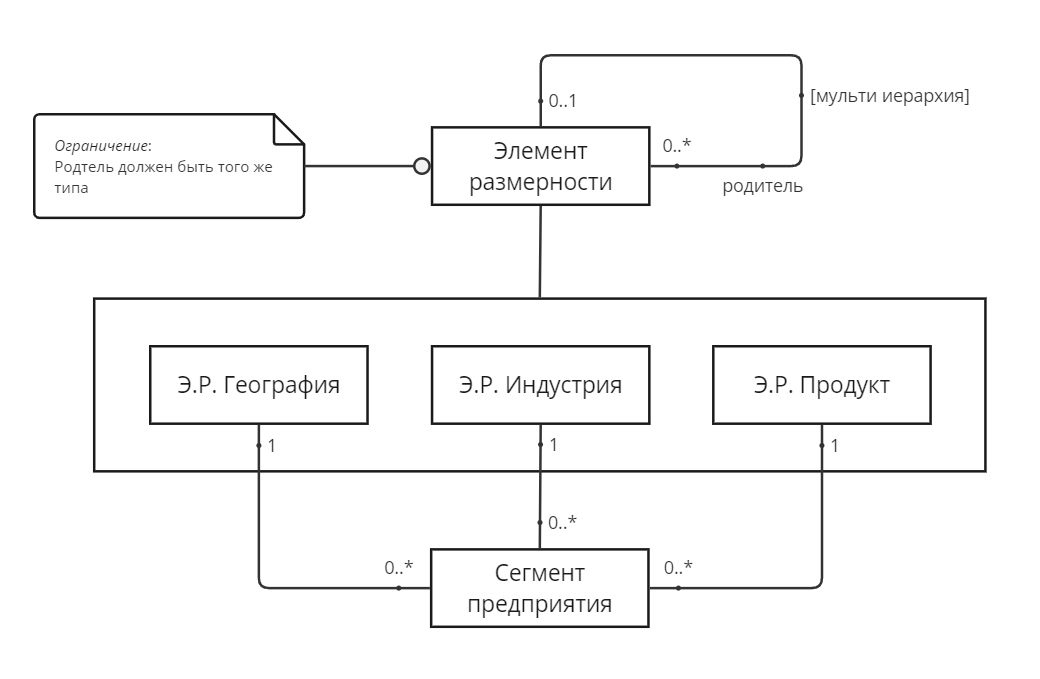 0..1
[мульти иерархия]
Ограничение:
Родтель должен быть того же
типа
Элемент
размерности
0..*
родитель
Э.Р. География
Э.Р. Индустрия
Э.Р. Продукт
1
1
1
0..*
0..*
0..*
Сегмент
предприятия